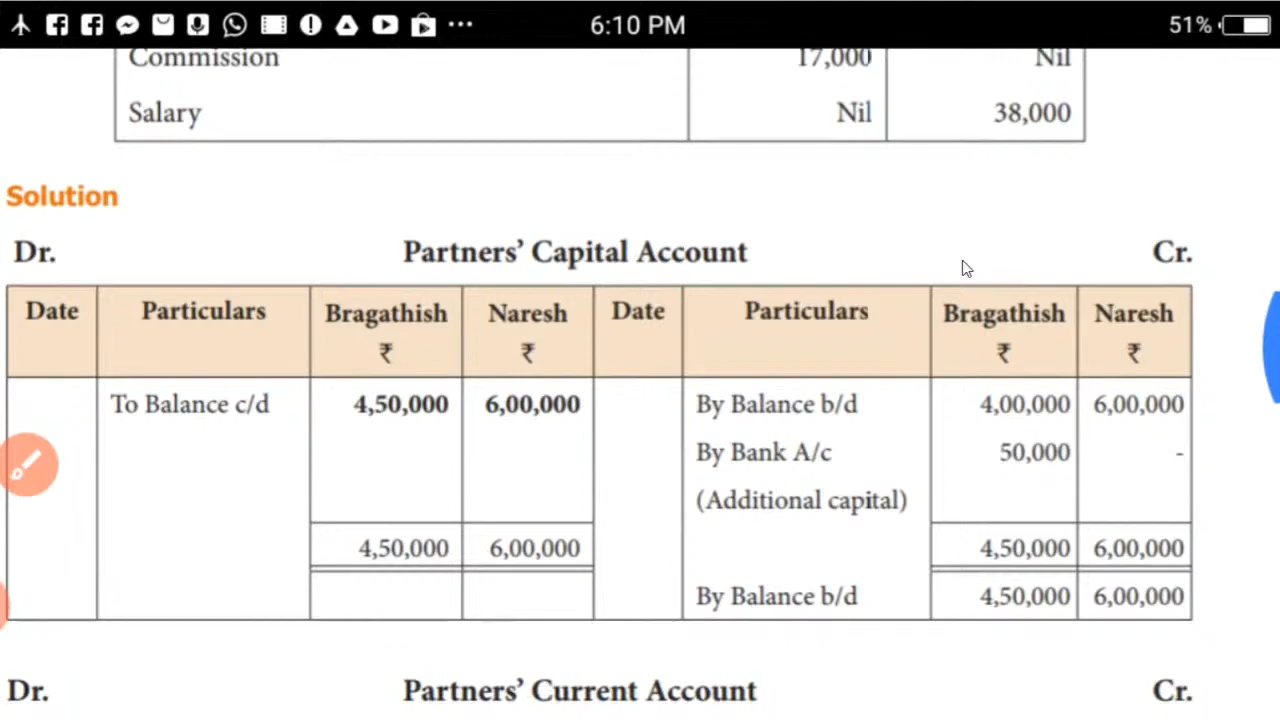 6:10 PM 51%
Commission 17,000 Nil
Salary Nil 38,000
Solution
Dr. Partners’ Capital Account Cr.
Date Particulars Bragathish Naresh Date Particulars Bragathish Naresh
₹ ₹ ₹ ₹
To Balance c/d 4,50,000 6,00,000 By Balance b/d 4,00,000 6,00,000
By Bank A/c 50,000 -
(Additional capital)
4,50,000 6,00,000 4,50,000 6,00,000
By Balance b/d 4,50,000 6,00,000
Dr. Partners’ Current Account Cr.